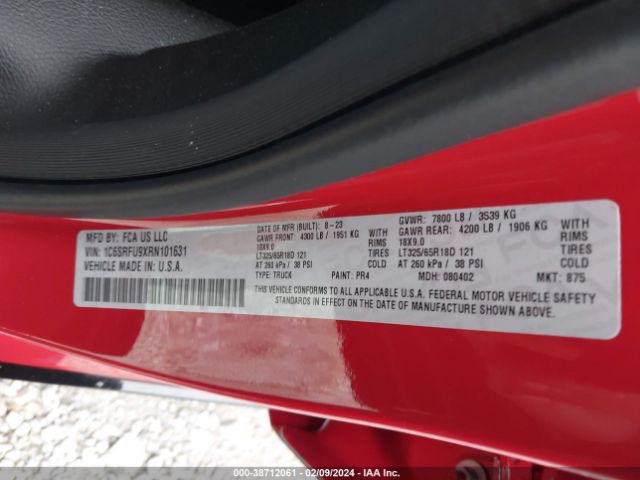 MFD BY: FCA US LLC
VIN: 1C6SRFU9XRN101631
VEHICLE MADE IN U.S.A.
DATE OF MFR (BUILT): 8-23
GAWR FRONT: 4300 LB / 1951 KG WITH
18X9.0 RIMS
LT325/65R18D 121 TIRES
AT 260 kPa / 38 PSI COLD
TYPE: TRUCK PAINT: PR4
GVWR: 7800 LB / 3539 KG
GAWR REAR: 4200 LB / 1906 KG WITH
18X9.0 RIMS
LT325/65R18D 121 TIRES
AT 260 kPa / 38 PSI COLD
MDH: 080402 MKT: 875
THIS VEHICLE CONFORMS TO ALL APPLICABLE U.S.A. FEDERAL MOTOR VEHICLE SAFETY
STANDARDS IN EFFECT ON THE DATE OF MANUFACTURE SHOWN ABOVE.
000-38712061 - 02/09/2024 - IAA Inc.